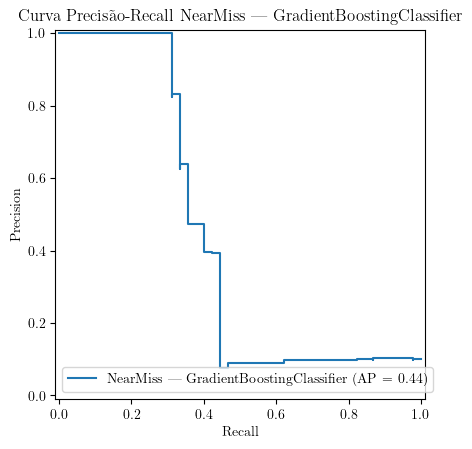 Curva Precisão-Recall NearMiss — GradientBoostingClassifier
1.0
0.8
0.6
0.4
0.2
0.0
Precision
NearMiss — GradientBoostingClassifier (AP = 0.44)
0.0 0.2 0.4 0.6 0.8 1.0
Recall